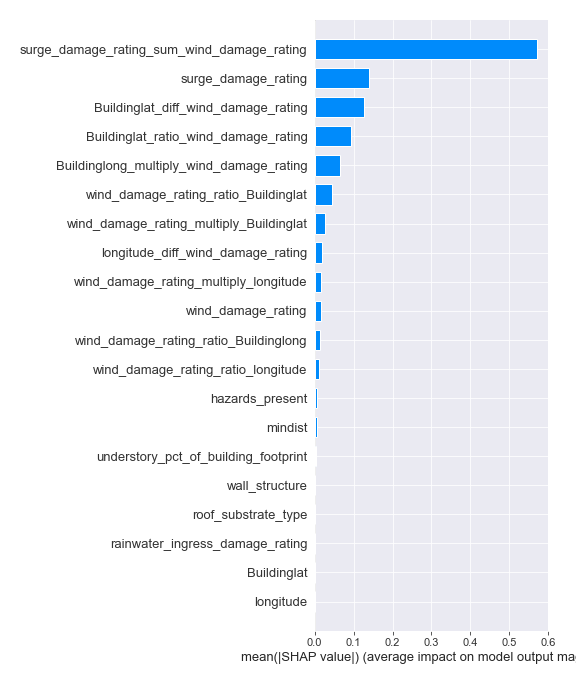 surge_damage_rating_sum_wind_damage_rating
surge_damage_rating
Buildinglat_diff_wind_damage_rating
Buildinglat_ratio_wind_damage_rating
Buildinglong_multiply_wind_damage_rating
wind_damage_rating_ratio_Buildinglat
wind_damage_rating_multiply_Buildinglat
longitude_diff_wind_damage_rating
wind_damage_rating_multiply_longitude
wind_damage_rating
wind_damage_rating_ratio_Buildinglong
wind_damage_rating_ratio_longitude
hazards_present
mindist
understory_pct_of_building_footprint
wall_structure
roof_substrate_type
rainwater_ingress_damage_rating
Buildinglat
longitude
0.0 0.1 0.2 0.3 0.4 0.5 0.6
mean(|SHAP value|) (average impact on model output ma